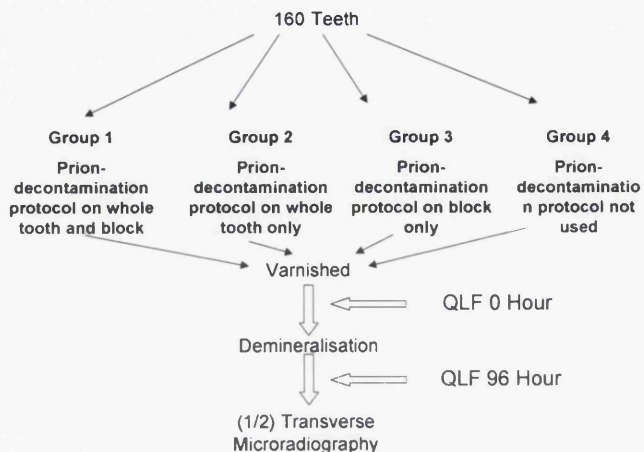 160 Teeth
Group 1
Prion-
decontamination
protocol on whole
tooth and block
Group 2
Prion-
decontamination
protocol on whole
tooth only
Group 3
Prion-
decontamination
protocol on block
only
Group 4
Prion-
decontaminatio
n protocol not
used
Varnished
QLF 0 Hour
Demineralisation
QLF 96 Hour
(1/2) Transverse
Microradiography